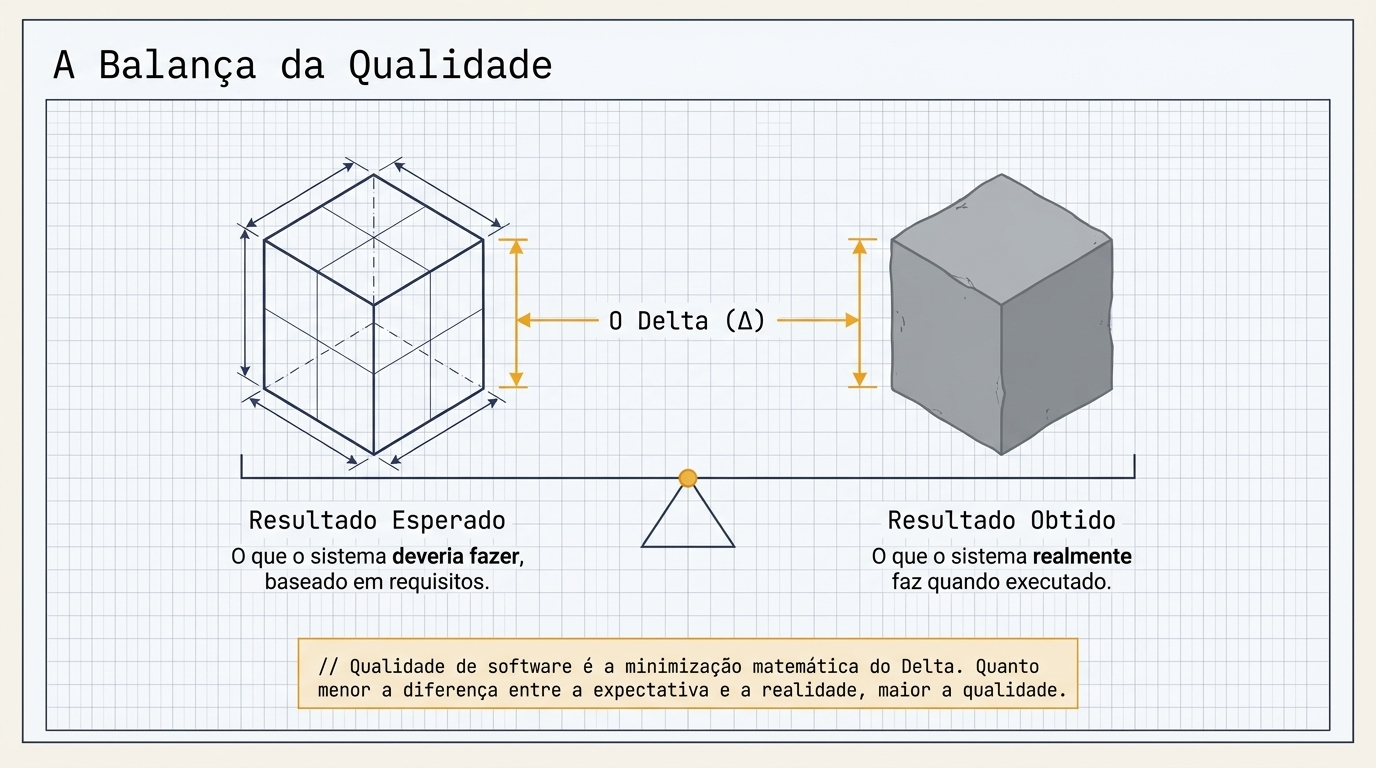 A Balança da Qualidade
O Delta (Δ)
Resultado Esperado
O que o sistema deveria fazer,
baseado em requisitos.
Resultado Obtido
O que o sistema realmente
faz quando executado.
// Qualidade de software é a minimização matemática do Delta. Quanto
menor a diferença entre a expectativa e a realidade, maior a qualidade.